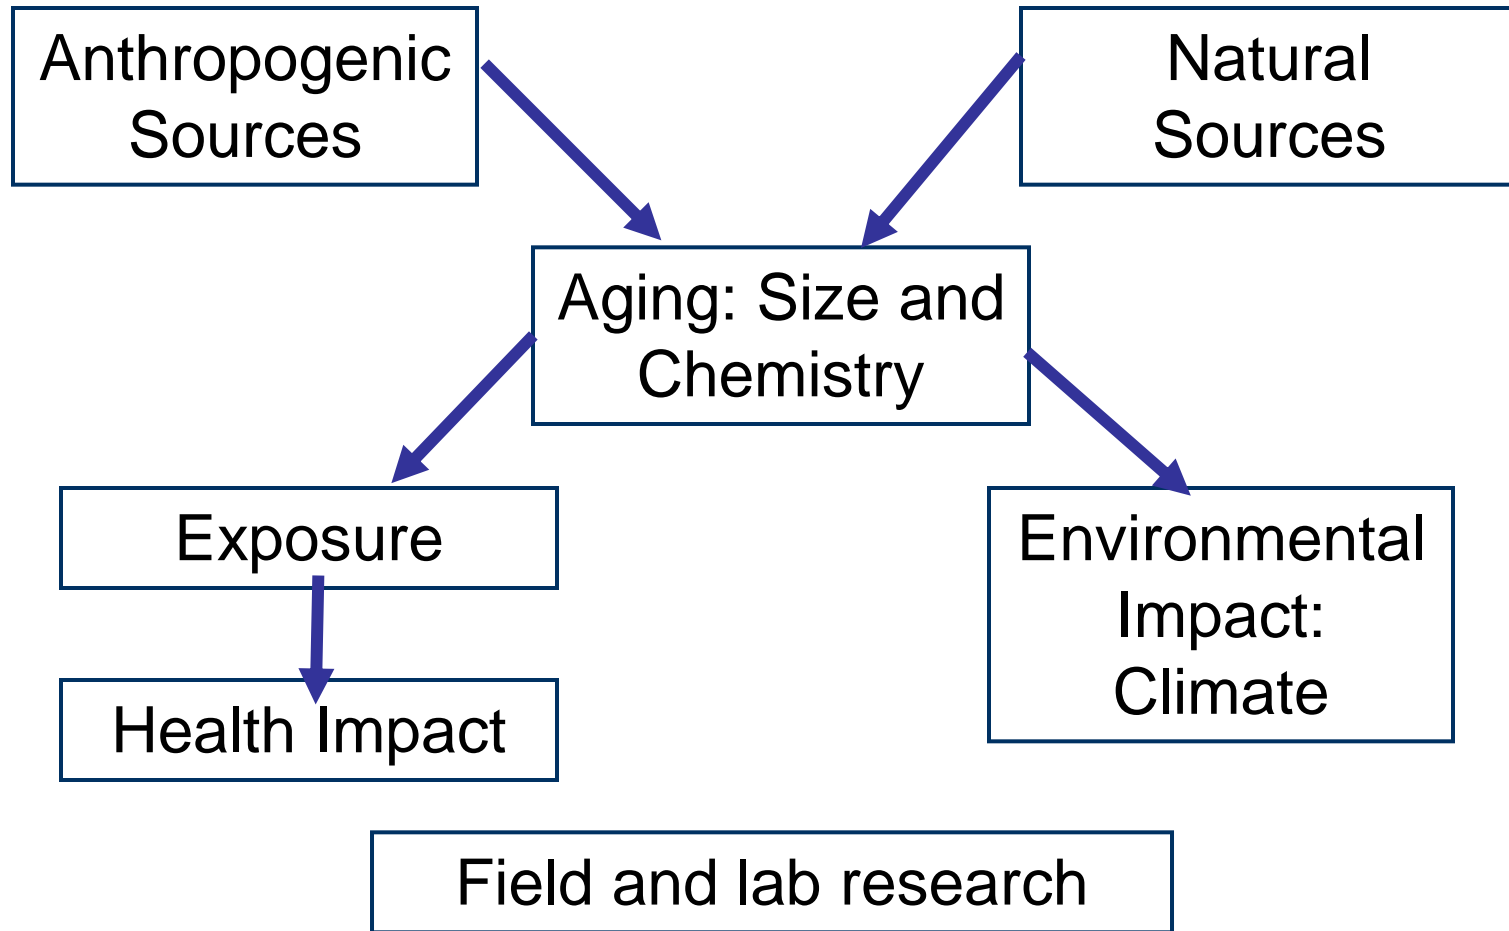 Anthropogenic
Sources
Natural
Sources
Aging: Size and
Chemistry
Exposure
Health Impact
Environmental
Impact:
Climate
Field and lab research